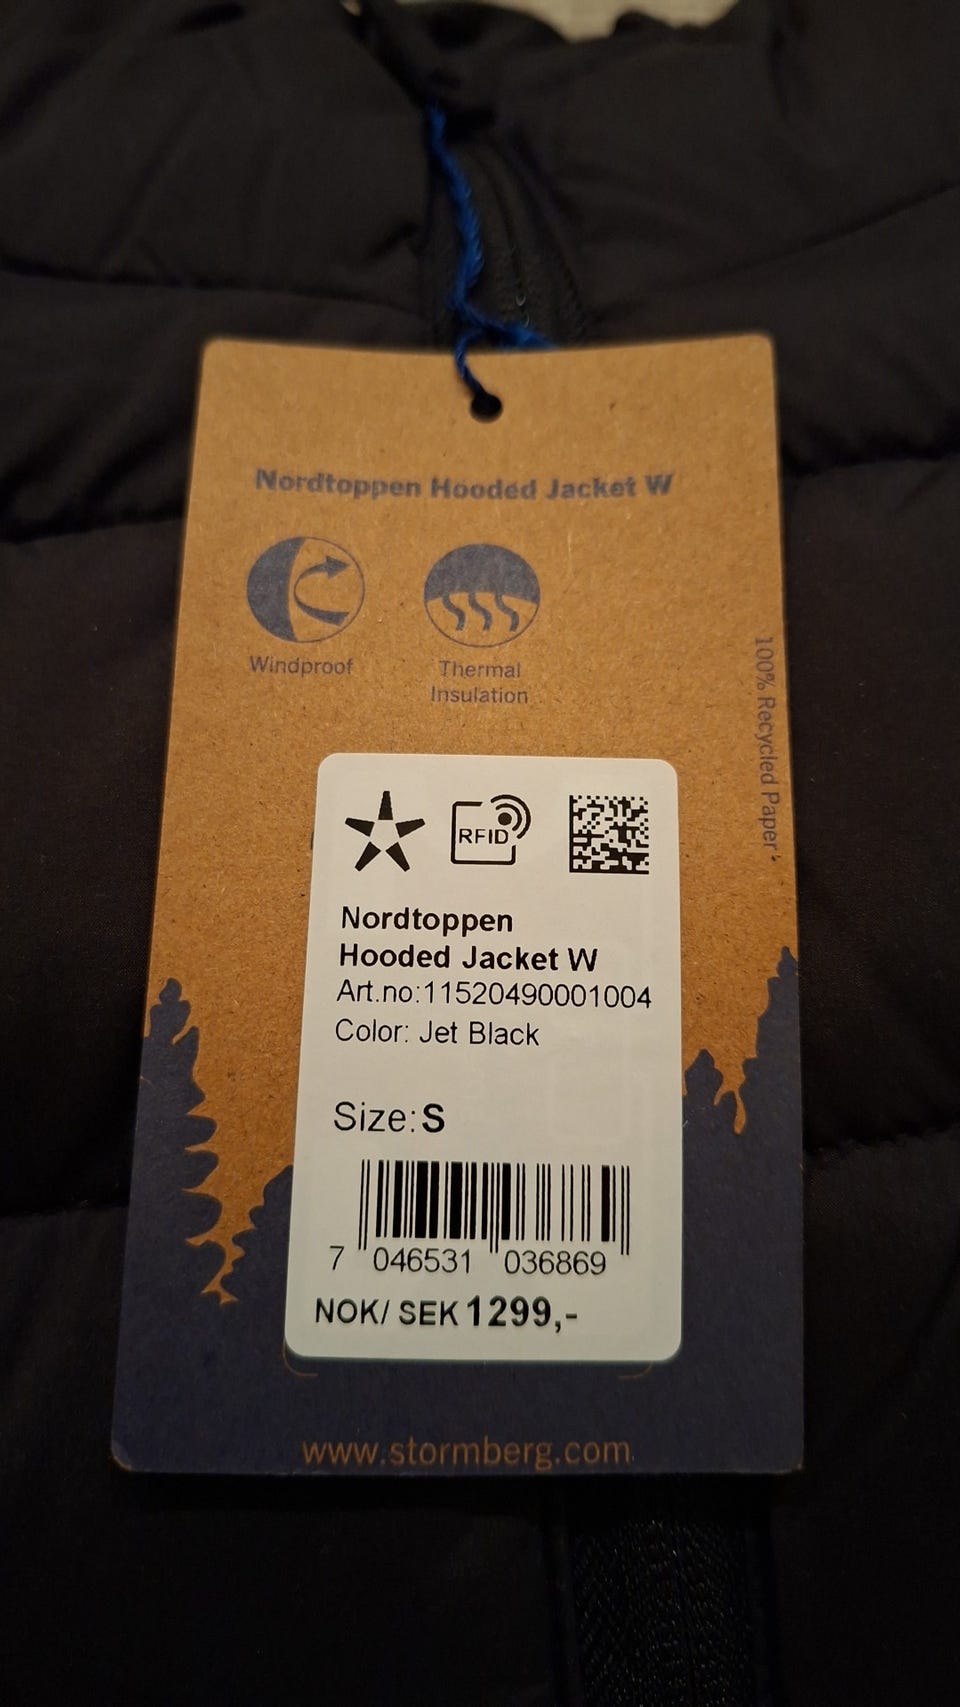 Nordtoppen Hooded Jacket W
Windproof
Thermal
Insulation
100% Recycled Paper
RFID
Nordtoppen
Hooded Jacket W
Art.no:11520490001004
Color: Jet Black
Size:S
7 046531 036869
NOK/ SEK 1299,-
www.stormberg.com